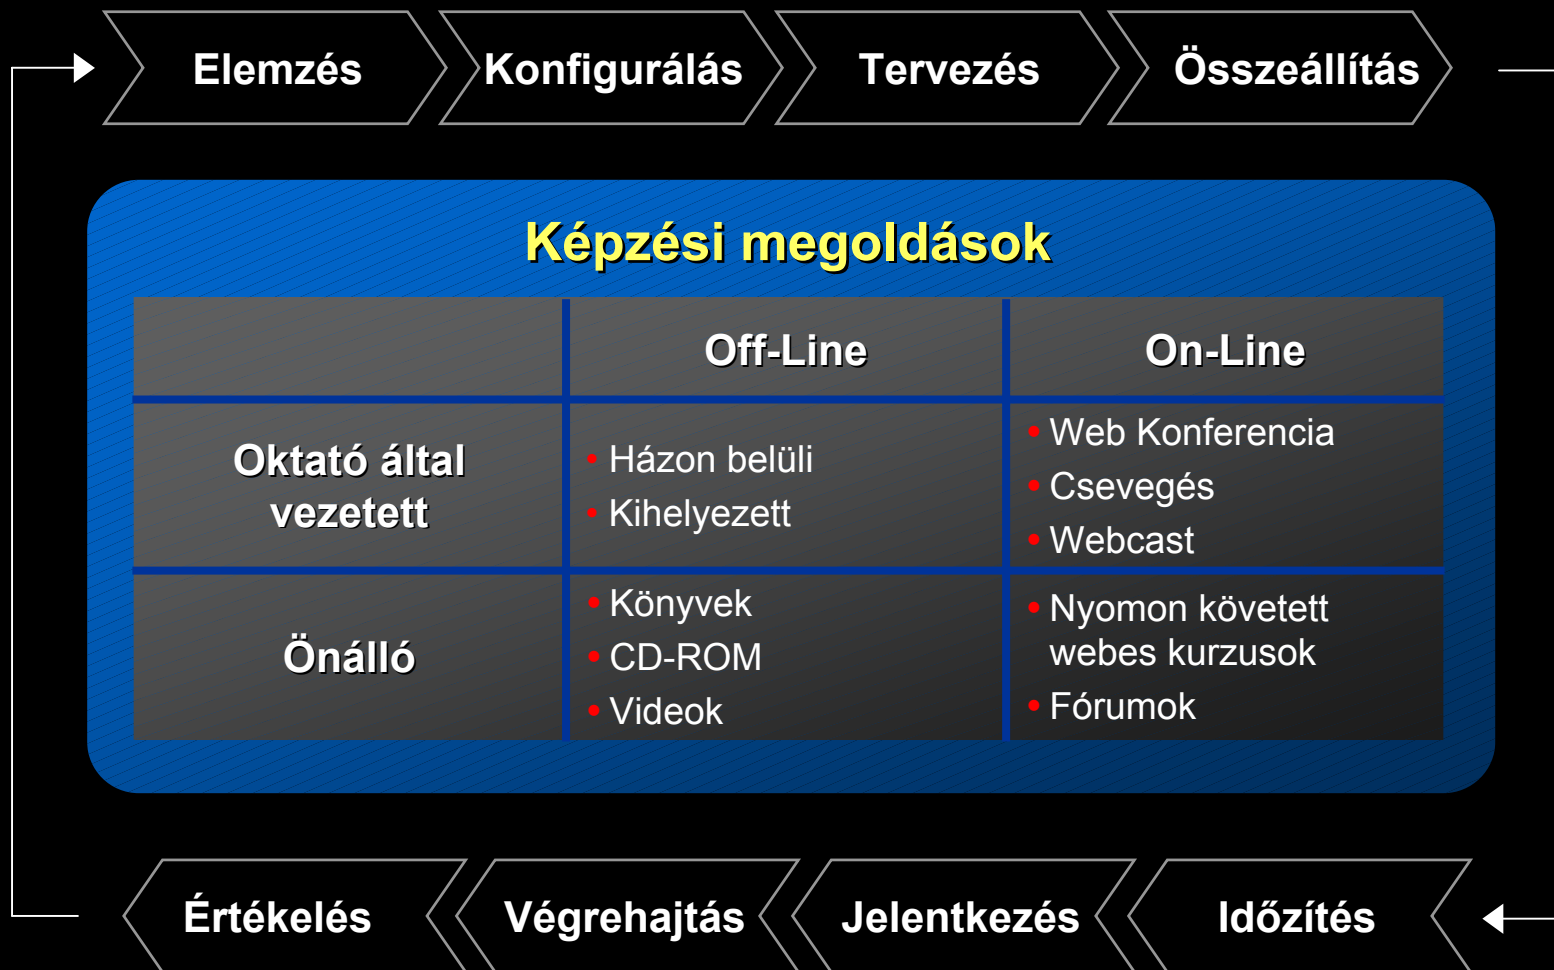 Elemzés
Konfigurálás
Tervezés
Összeállítás
Képzési megoldások
Off-Line
On-Line
Oktató által
vezetett
• Házon belüli
• Kihelyezett
• Web Konferencia
• Csevegés
• Webcast
Önálló
• Könyvek
• CD-ROM
• Videok
• Nyomon követett
webes kurzusok
• Fórumok
Értékelés
Végrehajtás
Jelentkezés
Időzítés